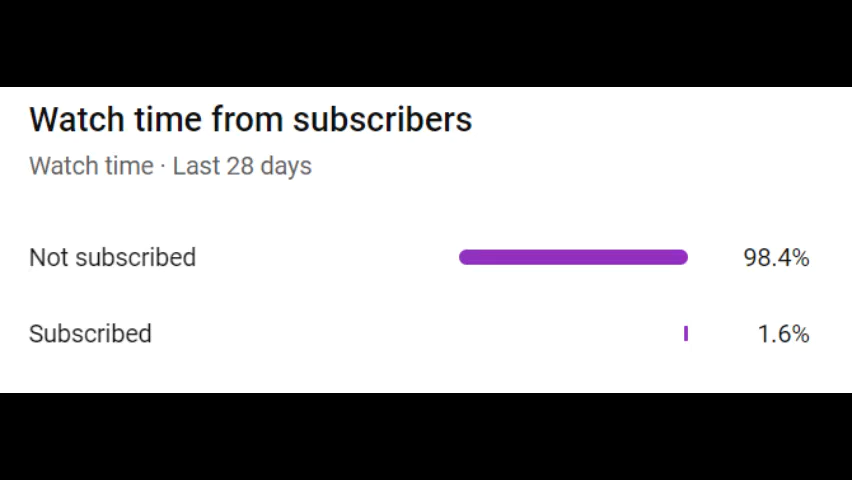 Watch time from subscribers
Watch time · Last 28 days
Not subscribed 98.4%
Subscribed 1.6%